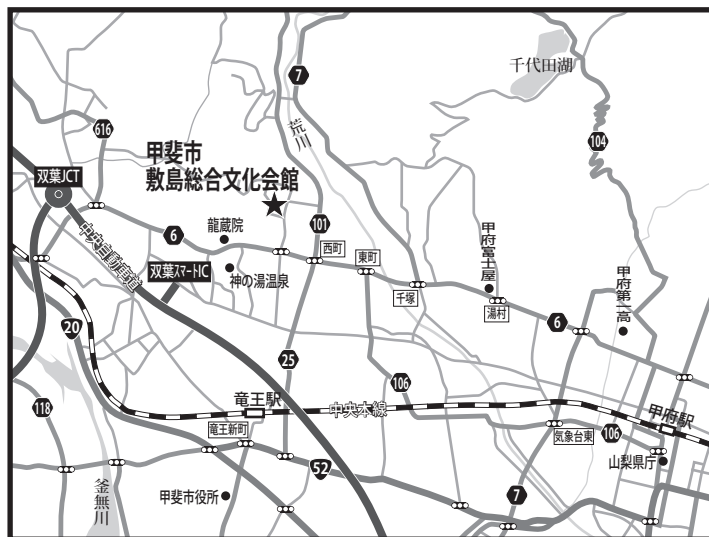 7
千代田湖
荒川
616
104
甲斐市
敷島総合文化会館
双葉JCT
101
6
龍蔵院
中央自動車道
双葉スマートIC
神の湯温泉
西町
東町
千塚
甲府富士屋
湯村
6
甲府第一高
20
25
118
竜王駅
中央本線
106
甲府駅
竜王新町
気象台東
106
山梨県庁
52
甲斐市役所
釜無川
7